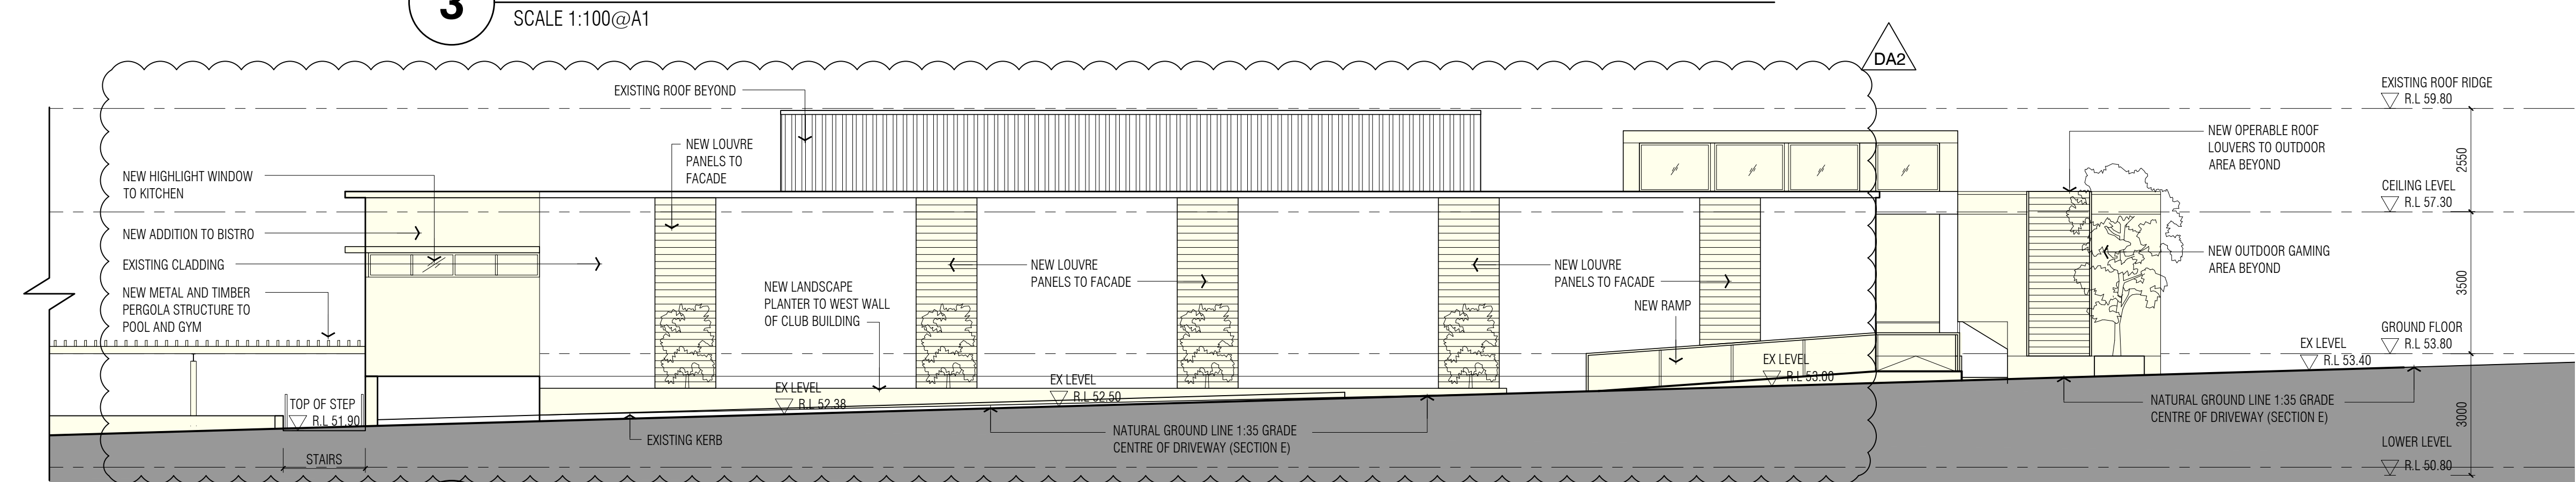 3
SCALE 1:100@A1
DA2
EXISTING ROOF BEYOND
EXISTING ROOF RIDGE
R.L 59.80
NEW LOUVRE
PANELS TO
FACADE
NEW OPERABLE ROOF
LOUVERS TO OUTDOOR
AREA BEYOND
2550
NEW HIGHLIGHT WINDOW
TO KITCHEN
CEILING LEVEL
R.L 57.30
NEW ADDITION TO BISTRO
EXISTING CLADDING
NEW LOUVRE
PANELS TO FACADE
NEW LOUVRE
PANELS TO FACADE
NEW OUTDOOR GAMING
AREA BEYOND
3500
NEW METAL AND TIMBER
PERGOLA STRUCTURE TO
POOL AND GYM
NEW LANDSCAPE
PLANTER TO WEST WALL
OF CLUB BUILDING
NEW RAMP
GROUND FLOOR
R.L 53.80
EX LEVEL
R.L 53.40
EX LEVEL
R.L 53.00
EX LEVEL
R.L 52.50
EX LEVEL
R.L 52.38
TOP OF STEP
R.L 51.90
NATURAL GROUND LINE 1:35 GRADE
CENTRE OF DRIVEWAY (SECTION E)
3000
EXISTING KERB
NATURAL GROUND LINE 1:35 GRADE
CENTRE OF DRIVEWAY (SECTION E)
LOWER LEVEL
R.L 50.80
STAIRS